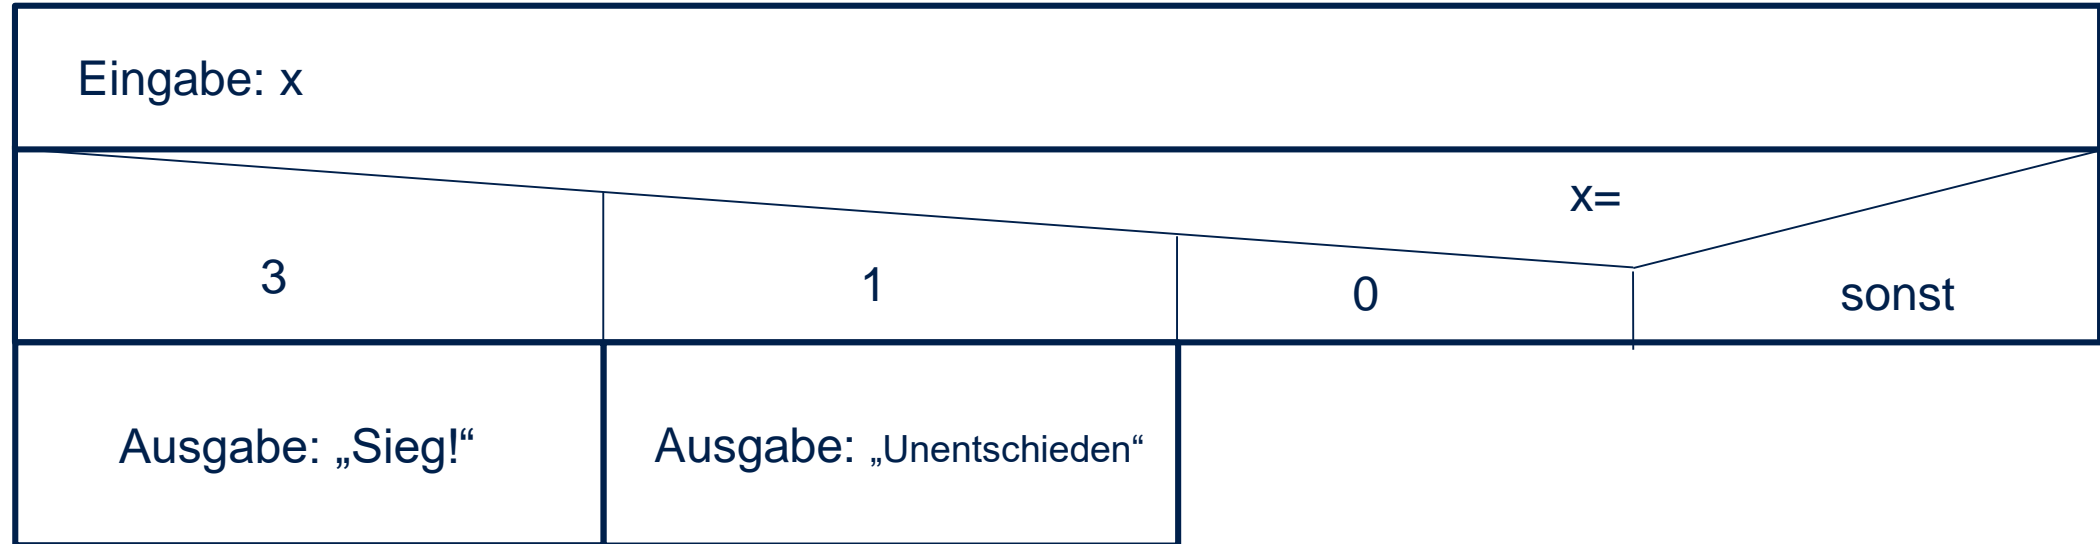 Eingabe: x
x=
3
1
0
sonst
Ausgabe: „Sieg!“
Ausgabe: „Unentschieden“